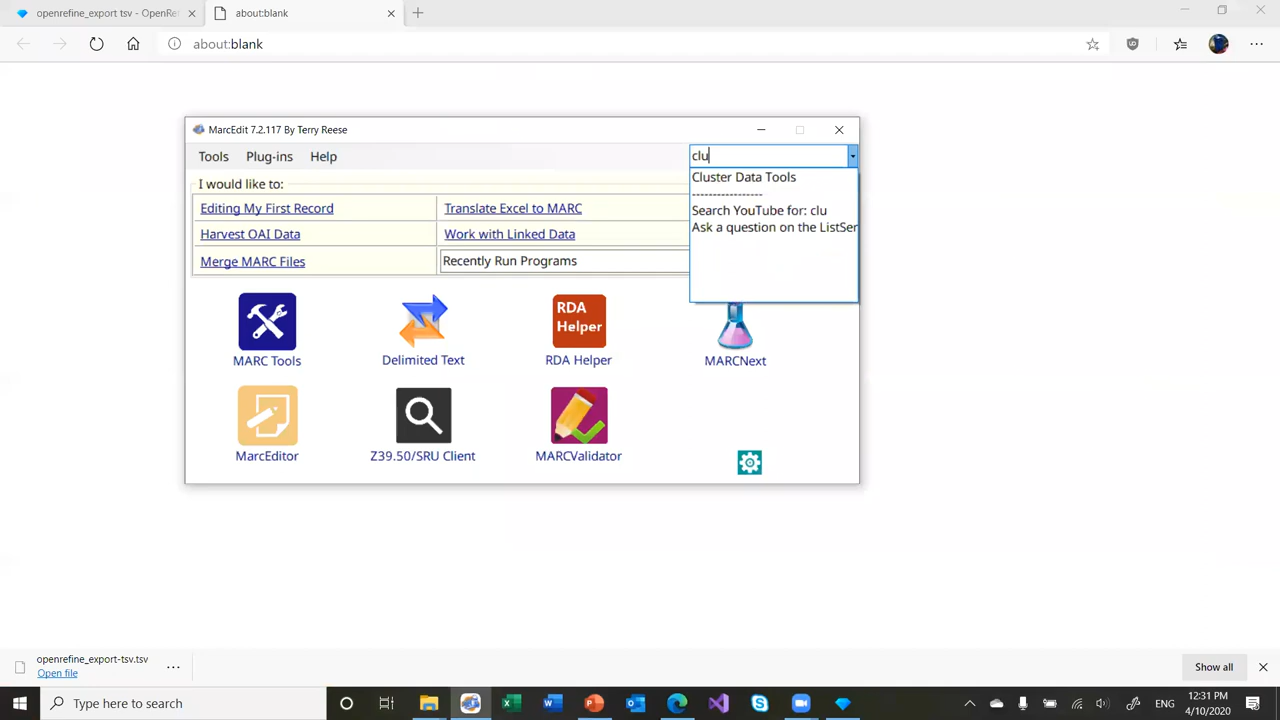 openrefine_export tsv - OpenRef
about:blank
about:blank
MarcEdit 7.2.117 By Terry Reese
Tools Plug-ins Help
clu
Cluster Data Tools
-----------------
Search YouTube for: clu
Ask a question on the ListSer
I would like to:
Editing My First Record Translate Excel to MARC
Harvest OAI Data Work with Linked Data
Merge MARC Files Recently Run Programs
RDA
Helper
MARC Tools Delimited Text RDA Helper MARCNext
MarcEditor Z39.50/SRU Client MARCValidator
openrefine_export-tsv.tsv
Open file
Show all
Type here to search
ENG
12:31 PM
4/10/2020